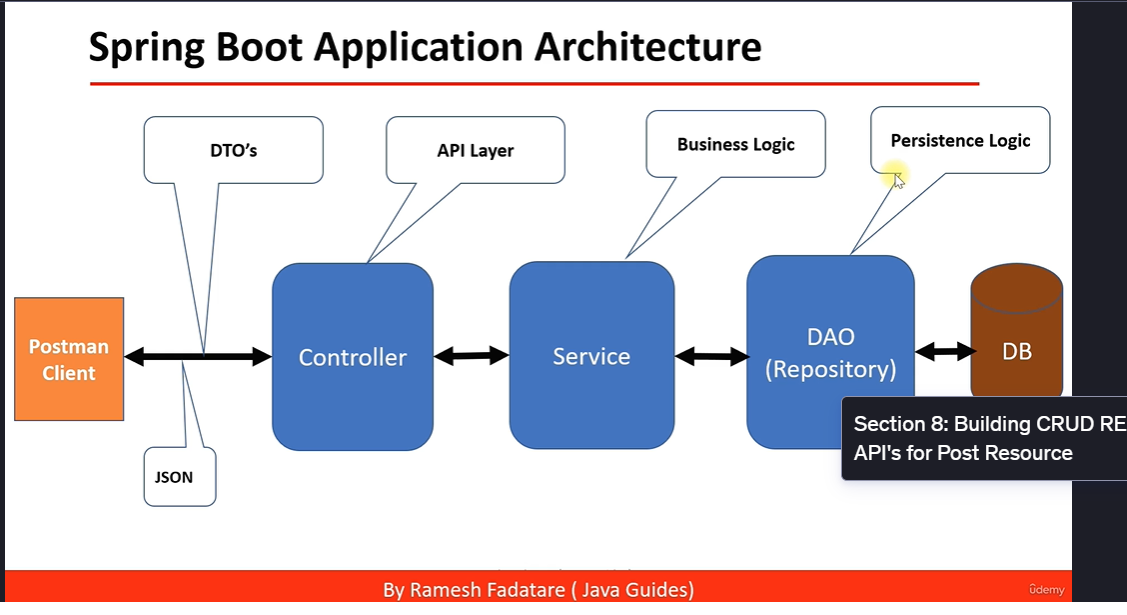 Spring Boot Application Architecture
DTO's
API Layer
Business Logic
Persistence Logic
Postman
Client
Controller
Service
DAO
(Repository)
DB
JSON
Section 8: Building CRUD RE
API's for Post Resource
By Ramesh Fadatare ( Java Guides)
ûdemy